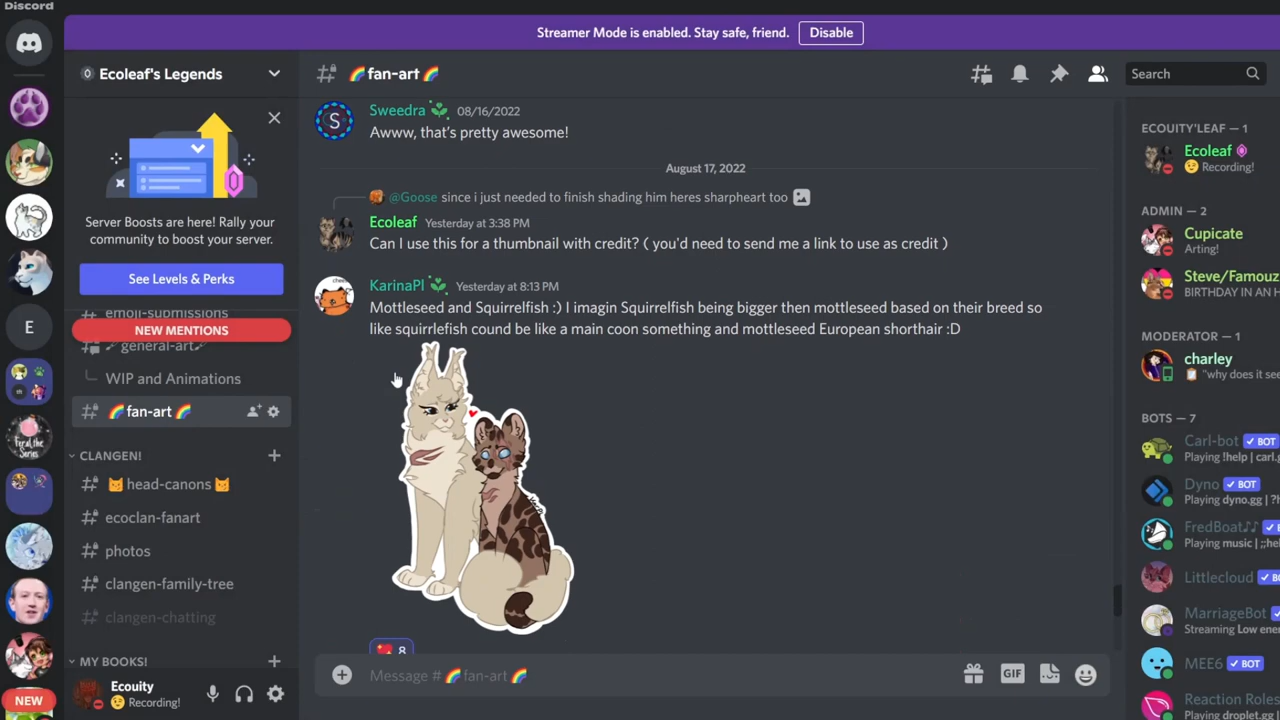 Discord
Streamer Mode is enabled. Stay safe, friend.
Disable
Ecoleaf's Legends
Server Boosts are here! Rally your
community to boost your server.
See Levels & Perks
emoji-submissions
NEW MENTIONS
general-art
WIP and Animations
fan-art
CLANGEN!
head-canons
ecoclan-fanart
photos
clangen-family-tree
clangen-chatting
MY BOOKS!
Ecouity
Recording!
E
Feral the
Series
NEW
fan-art
Search
S
Sweedra 08/16/2022
Awww, that's pretty awesome!
August 17, 2022
@Goose since i just needed to finish shading him heres sharpheart too
Ecoleaf Yesterday at 3:38 PM
Can I use this for a thumbnail with credit? ( you'd need to send me a link to use as credit )
KarinaPl Yesterday at 8:13 PM
Mottleseed and Squirrelfish :) I imagin Squirrelfish being bigger then mottleseed based on their breed so
like squirrlefish cound be like a main coon something and mottleseed European shorthair :D
8
Message # fan-art
GIF
ECOUITY'LEAF — 1
Ecoleaf
Recording!
ADMIN — 2
Cupicate
Arting!
Steve/Famouz
BIRTHDAY IN AN H
MODERATOR — 1
charley
"why does it see
BOTS — 7
Carl-bot BOT
Playing !help | carl.g
Dyno BOT
Playing dyno.gg | ?h
FredBoat♪♪
Playing music | ;;he
Littlecloud
MarriageBot
Streaming Low ener
MEE6 BOT
Reaction Roles
Playing droplet.gg |